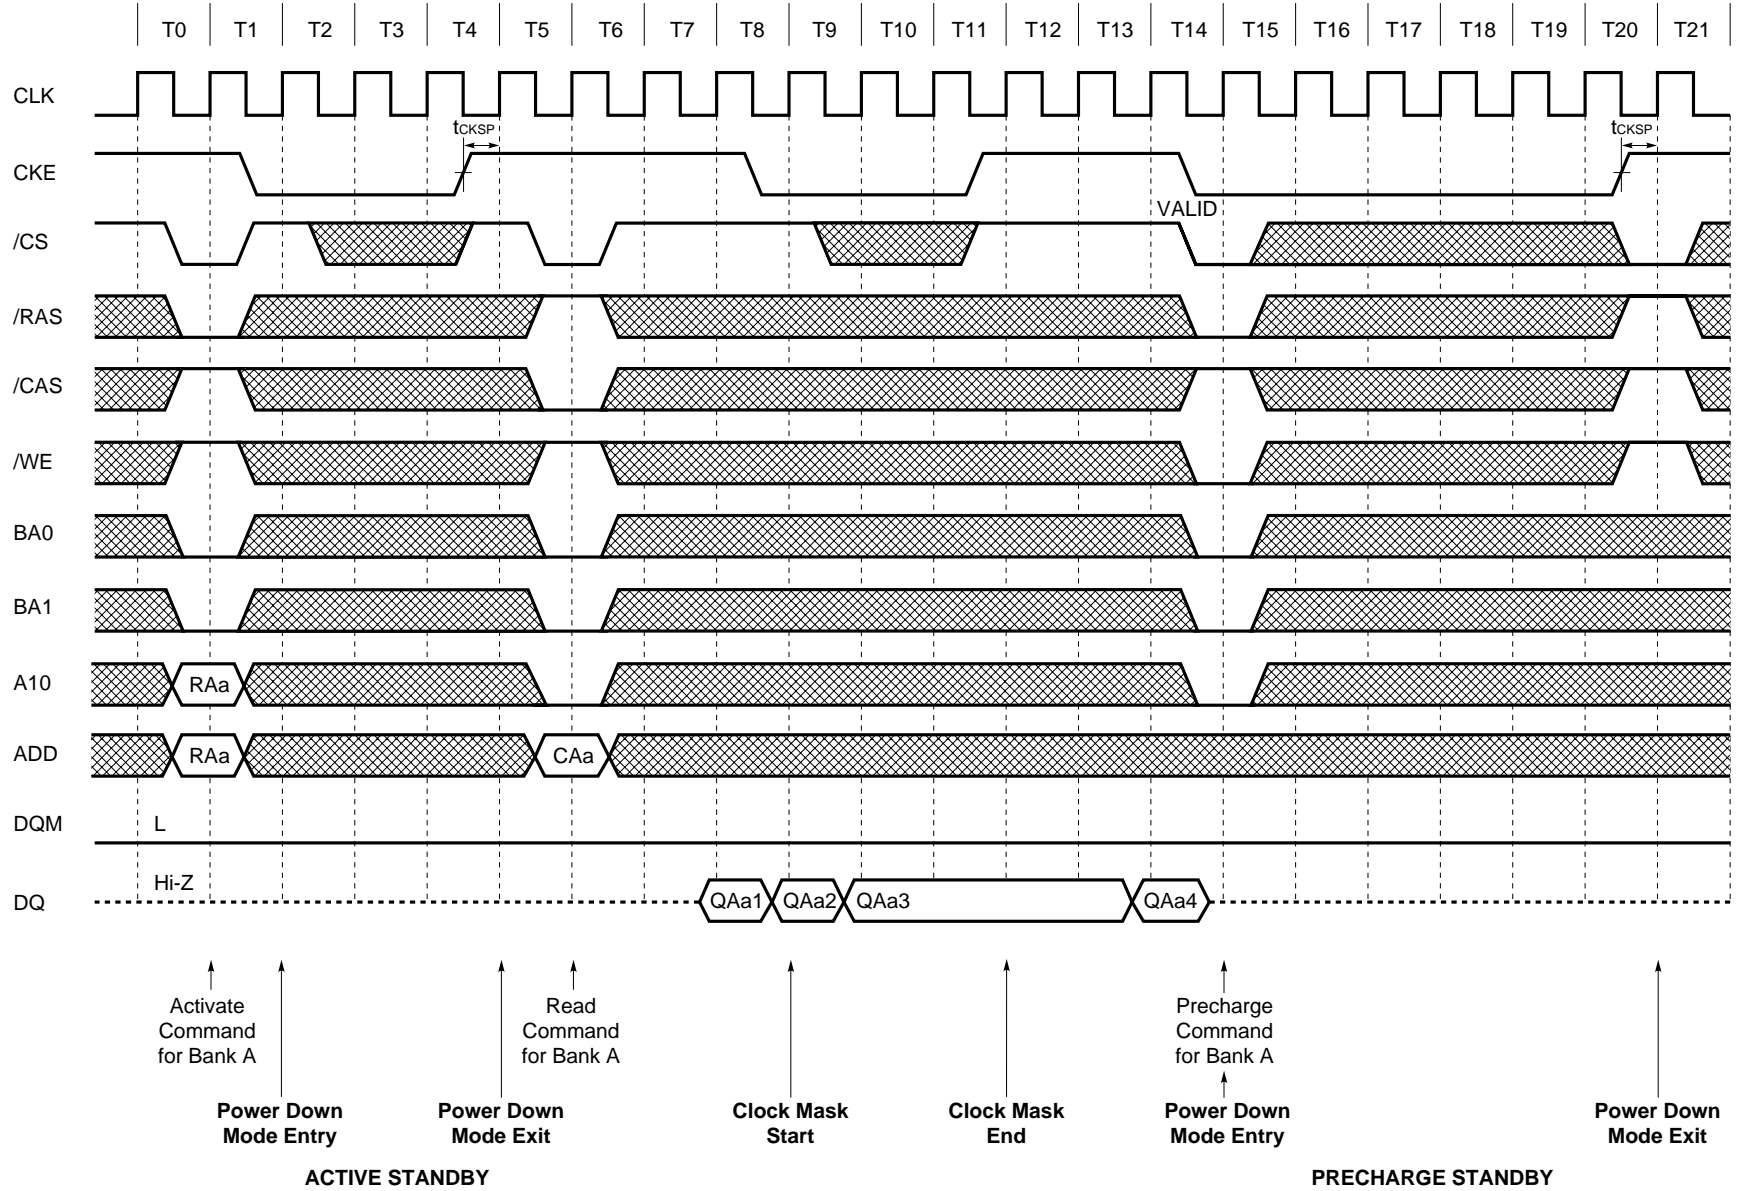 T0 T1 T2 T3 T4 T5 T6 T7 T8 T9 T10 T11 T12 T13 T14 T15 T16 T17 T18 T19 T20 T21
CLK
tCKSP tCKSP
CKE
VALID
/CS
/RAS
/CAS
/WE
BA0
BA1
A10 RAa
ADD RAa CAa
DQM L
Hi-Z
DQ QAa1 QAa2 QAa3 QAa4
Activate Read Precharge
Command Command Command
for Bank A for Bank A for Bank A
Power Down Power Down Clock Mask Clock Mask Power Down Power Down
Mode Entry Mode Exit Start End Mode Entry Mode Exit
ACTIVE STANDBY PRECHARGE STANDBY